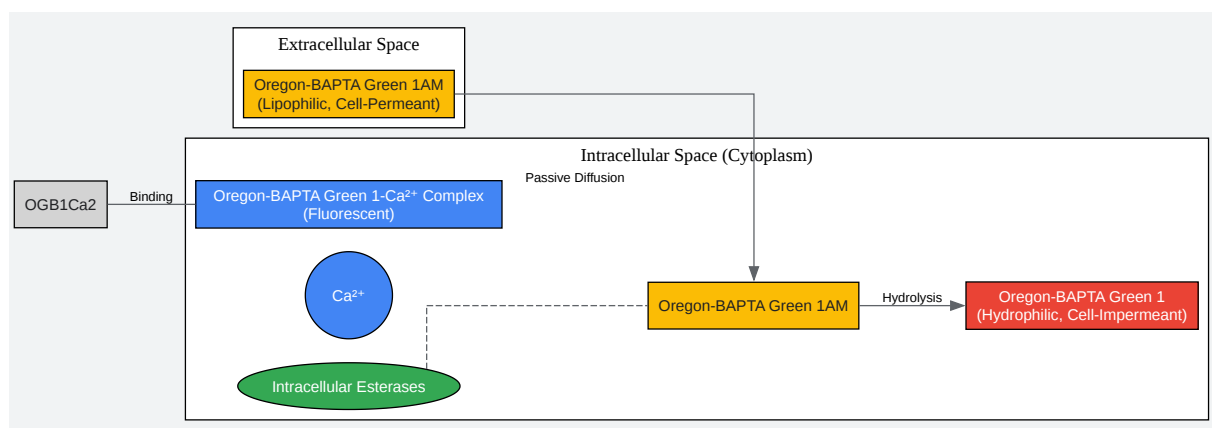 Extracellular Space
Oregon-BAPTA Green 1AM
(Lipophilic, Cell-Permeant)
Intracellular Space (Cytoplasm)
Passive Diffusion
OGB1Ca2
Binding
Oregon-BAPTA Green 1-Ca²⁺ Complex
(Fluorescent)
Ca²⁺
Oregon-BAPTA Green 1AM
Hydrolysis
Oregon-BAPTA Green 1
(Hydrophilic, Cell-Impermeant)
Intracellular Esterases